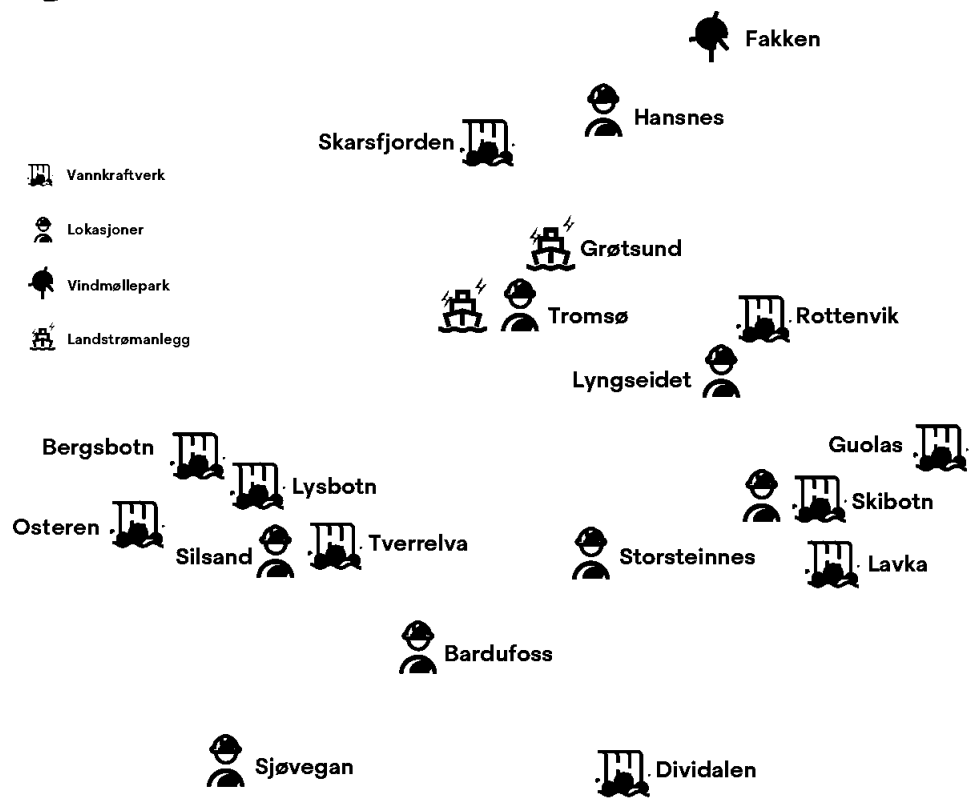 Fakken
Hansnes
Skarsfjorden
Vannkraftverk
Lokasjoner
Vindmøllepark
Landstrømanlegg
Grøtsund
Tromsø
Rottenvik
Lyngseidet
Bergsbotn
Guolas
Lysbotn
Skibotn
Osteren
Silsand
Tverrelva
Storsteinnes
Lavka
Bardufoss
Sjøvegan
Dividalen